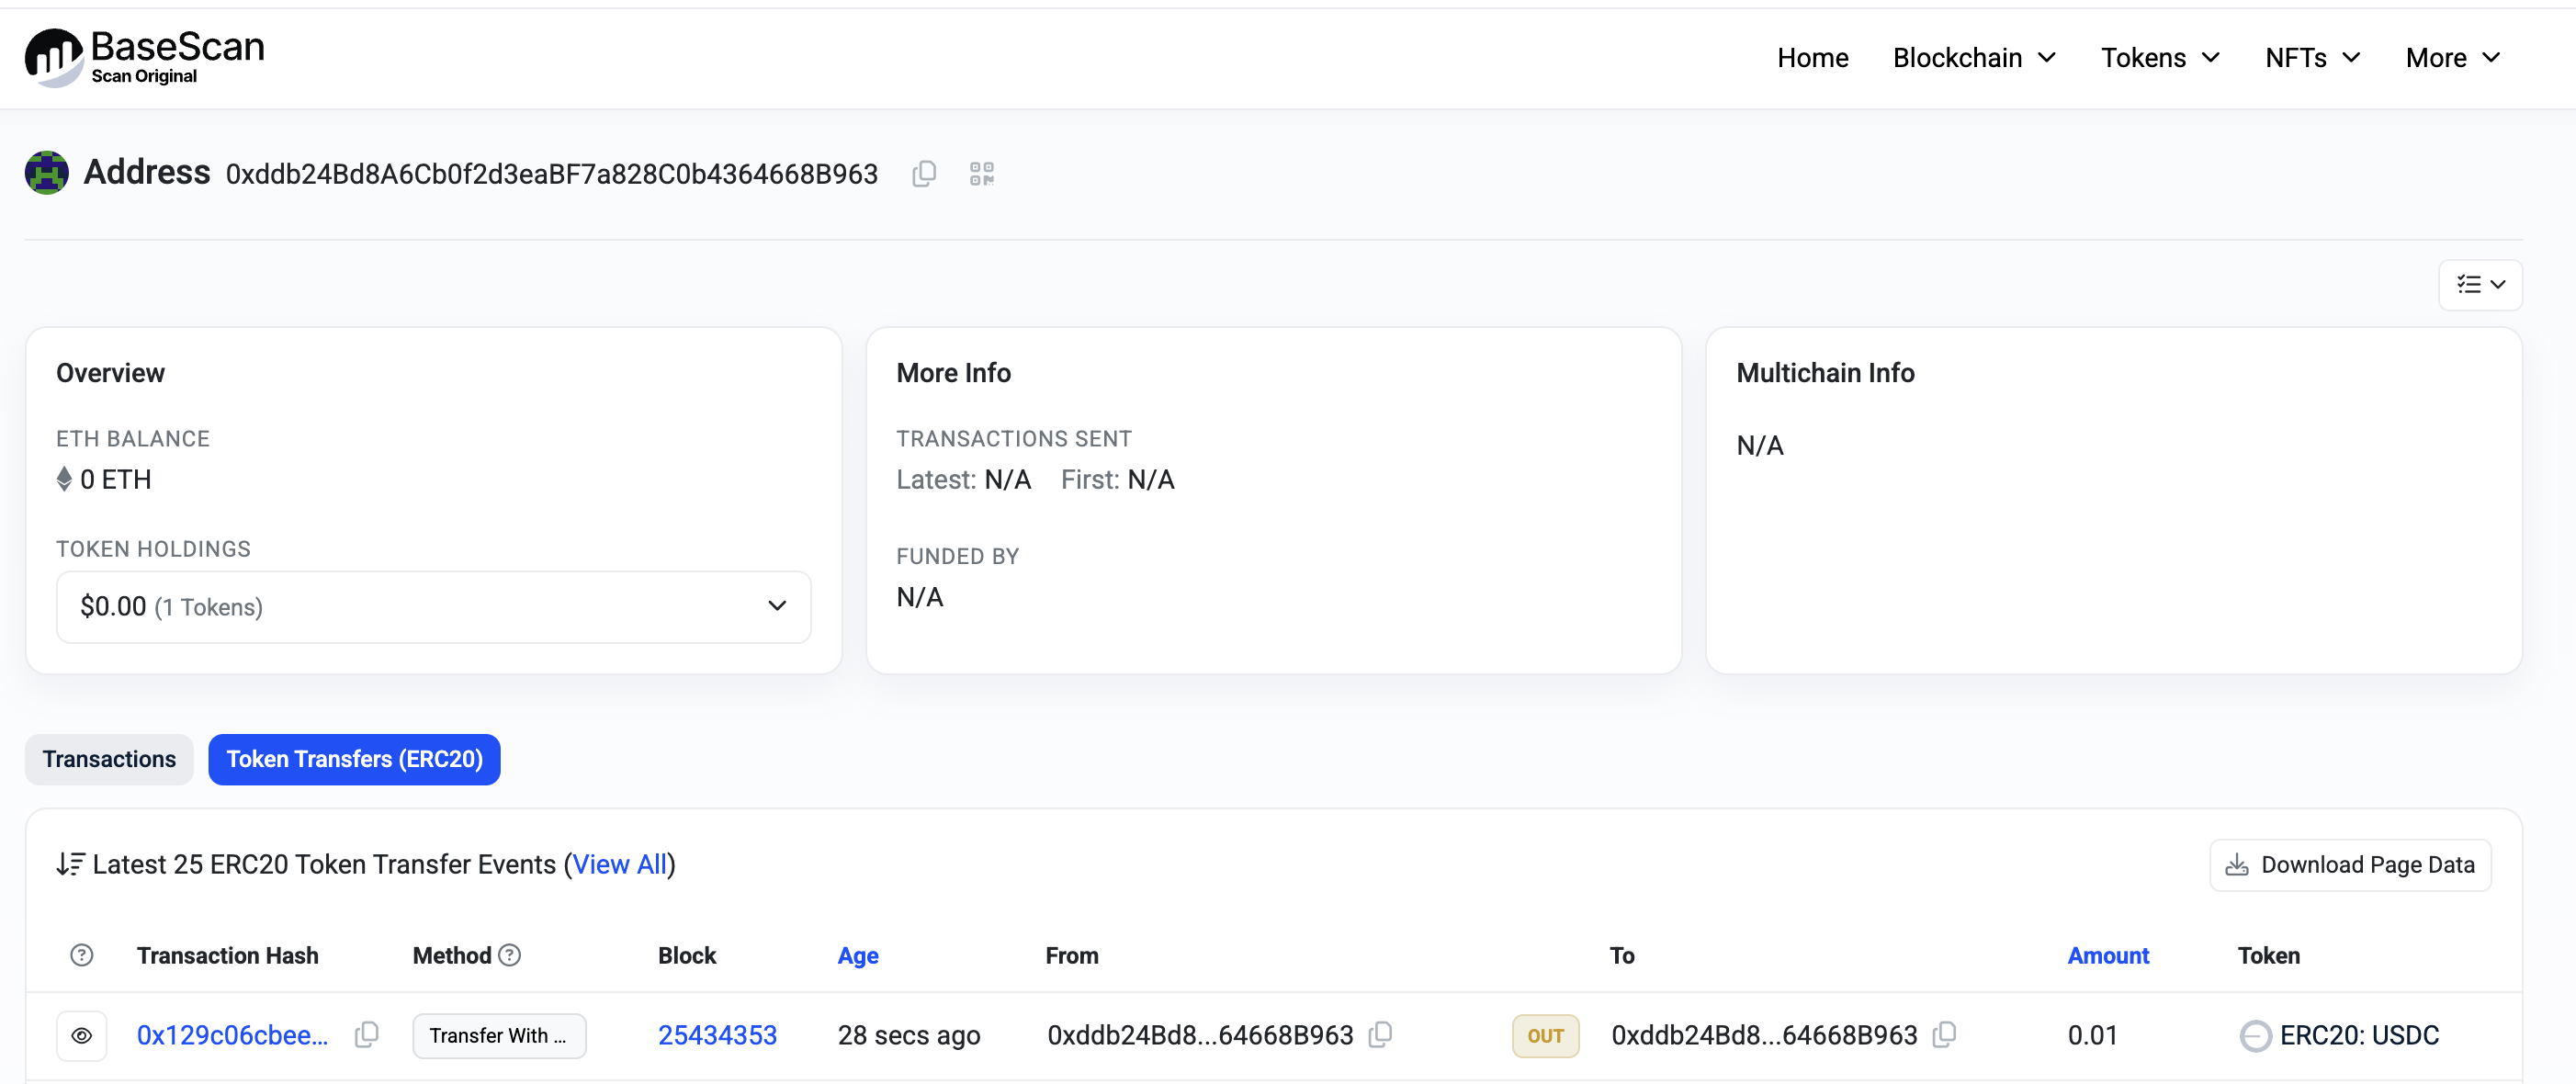 BaseScan
Scan Original
Home Blockchain Tokens NFTs More
Address 0xddb24Bd8A6Cb0f2d3eaBF7a828C0b4364668B963
Overview
ETH BALANCE
0 ETH
TOKEN HOLDINGS
$0.00 (1 Tokens)
More Info
TRANSACTIONS SENT
Latest: N/A First: N/A
FUNDED BY
N/A
Multichain Info
N/A
Transactions Token Transfers (ERC20)
Latest 25 ERC20 Token Transfer Events (View All)
Download Page Data
Transaction Hash Method Block Age From To Amount Token
0x129c06cbee... Transfer With ... 25434353 28 secs ago 0xddb24Bd8...64668B963 OUT 0xddb24Bd8...64668B963 0.01 ERC20: USDC